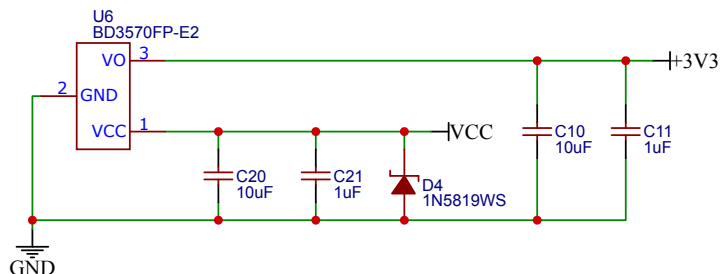 U6
BD3570FP-E2
VO 3
2 GND
VCC 1
+3V3
VCC
C10
10uF
C11
1uF
C20
10uF
C21
1uF
D4
1N5819WS
GND